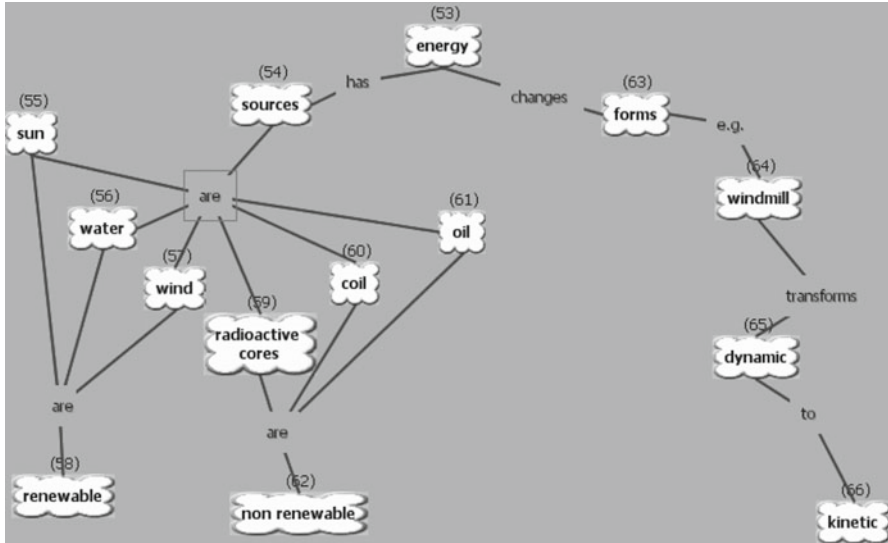 (53)
energy
has
(54)
sources
changes
(63)
forms
e.g.
(55)
sun
(64)
windmill
are
(56)
water
(61)
oil
(57)
wind
(60)
coil
(59)
radioactive
cores
transforms
(65)
dynamic
are
are
to
(58)
renewable
(62)
non renewable
(66)
kinetic